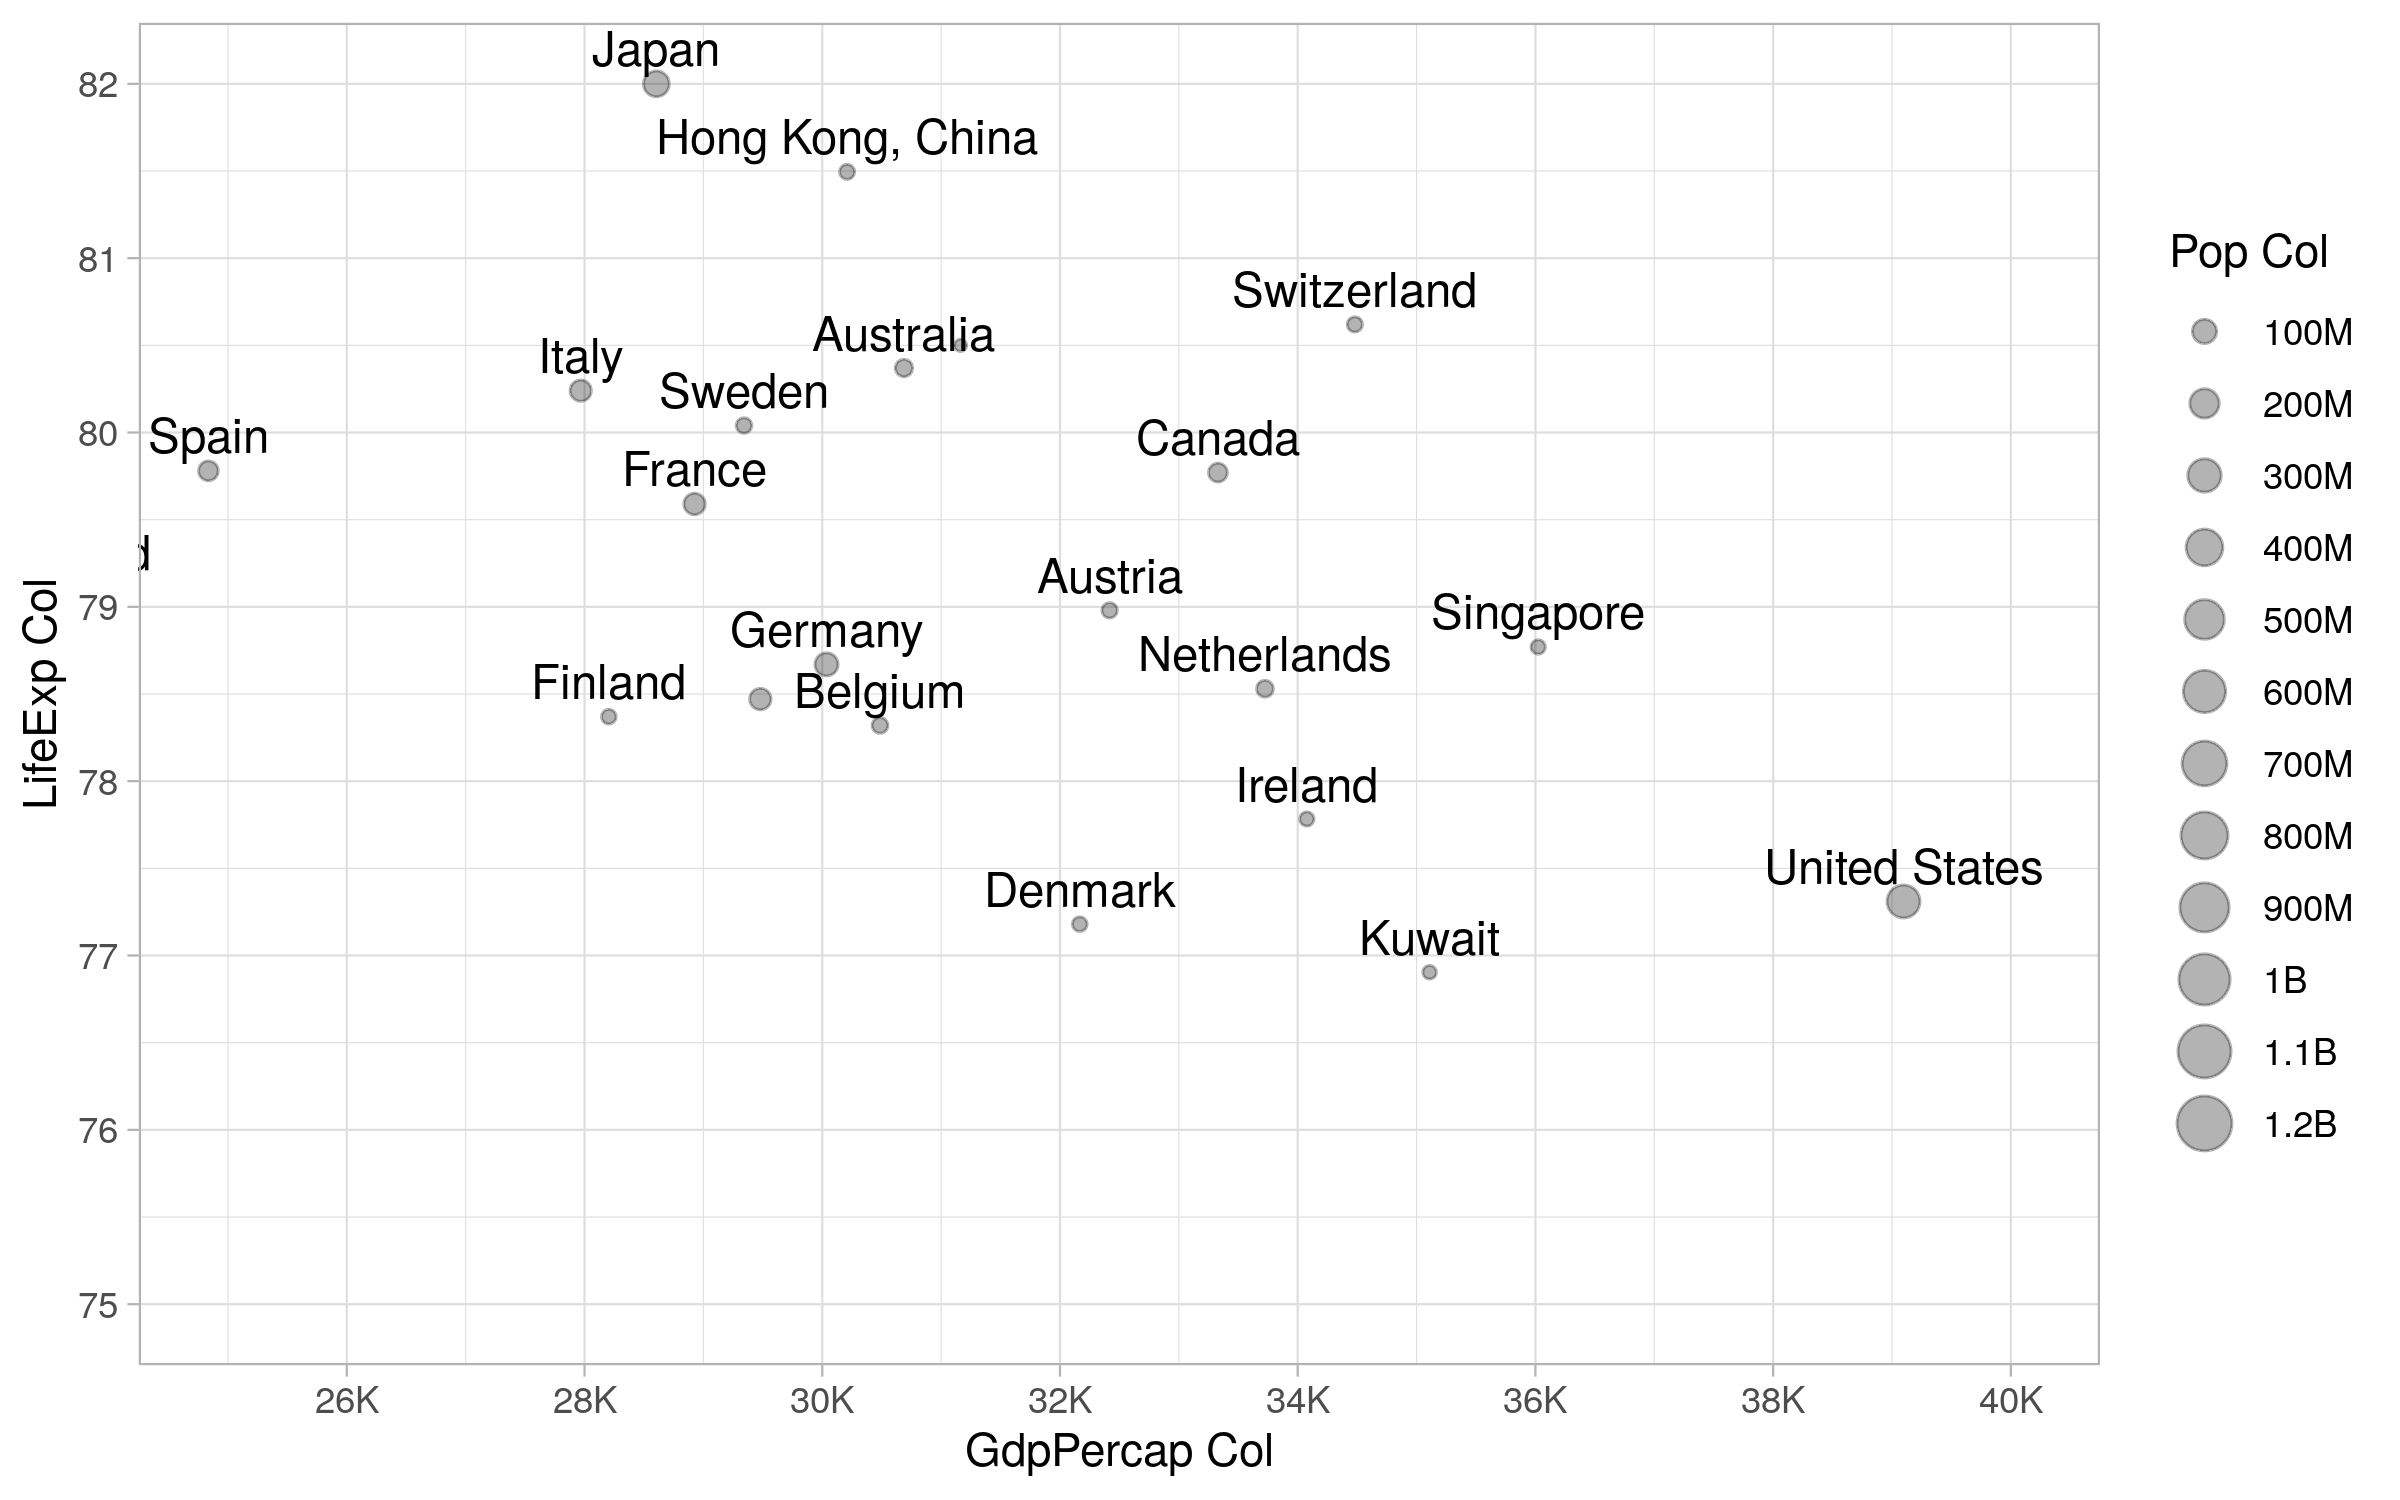 Japan
82
Hong Kong, China
81
Switzerland
Australia
Italy
Sweden
80
Spain
Canada
France
d
Austria
79
Singapore
Germany
Netherlands
Finland
Belgium
78
Ireland
United States
Denmark
77
Kuwait
76
75
LifeExp Col
26K 28K 30K 32K 34K 36K 38K 40K
GdpPercap Col
Pop Col
100M
200M
300M
400M
500M
600M
700M
800M
900M
1B
1.1B
1.2B